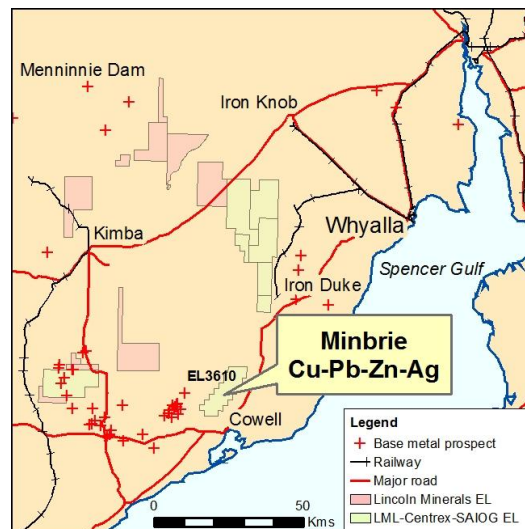 Menninnie Dam
Iron Knob
Whyalla
Kimba
Spencer Gulf
Iron Duke
Minbrie
Cu-Pb-Zn-Ag
EL3610
Cowell
Legend
Base metal prospect
Railway
Major road
Lincoln Minerals EL
LML-Centrex-SAIOG EL
0
50
Kms